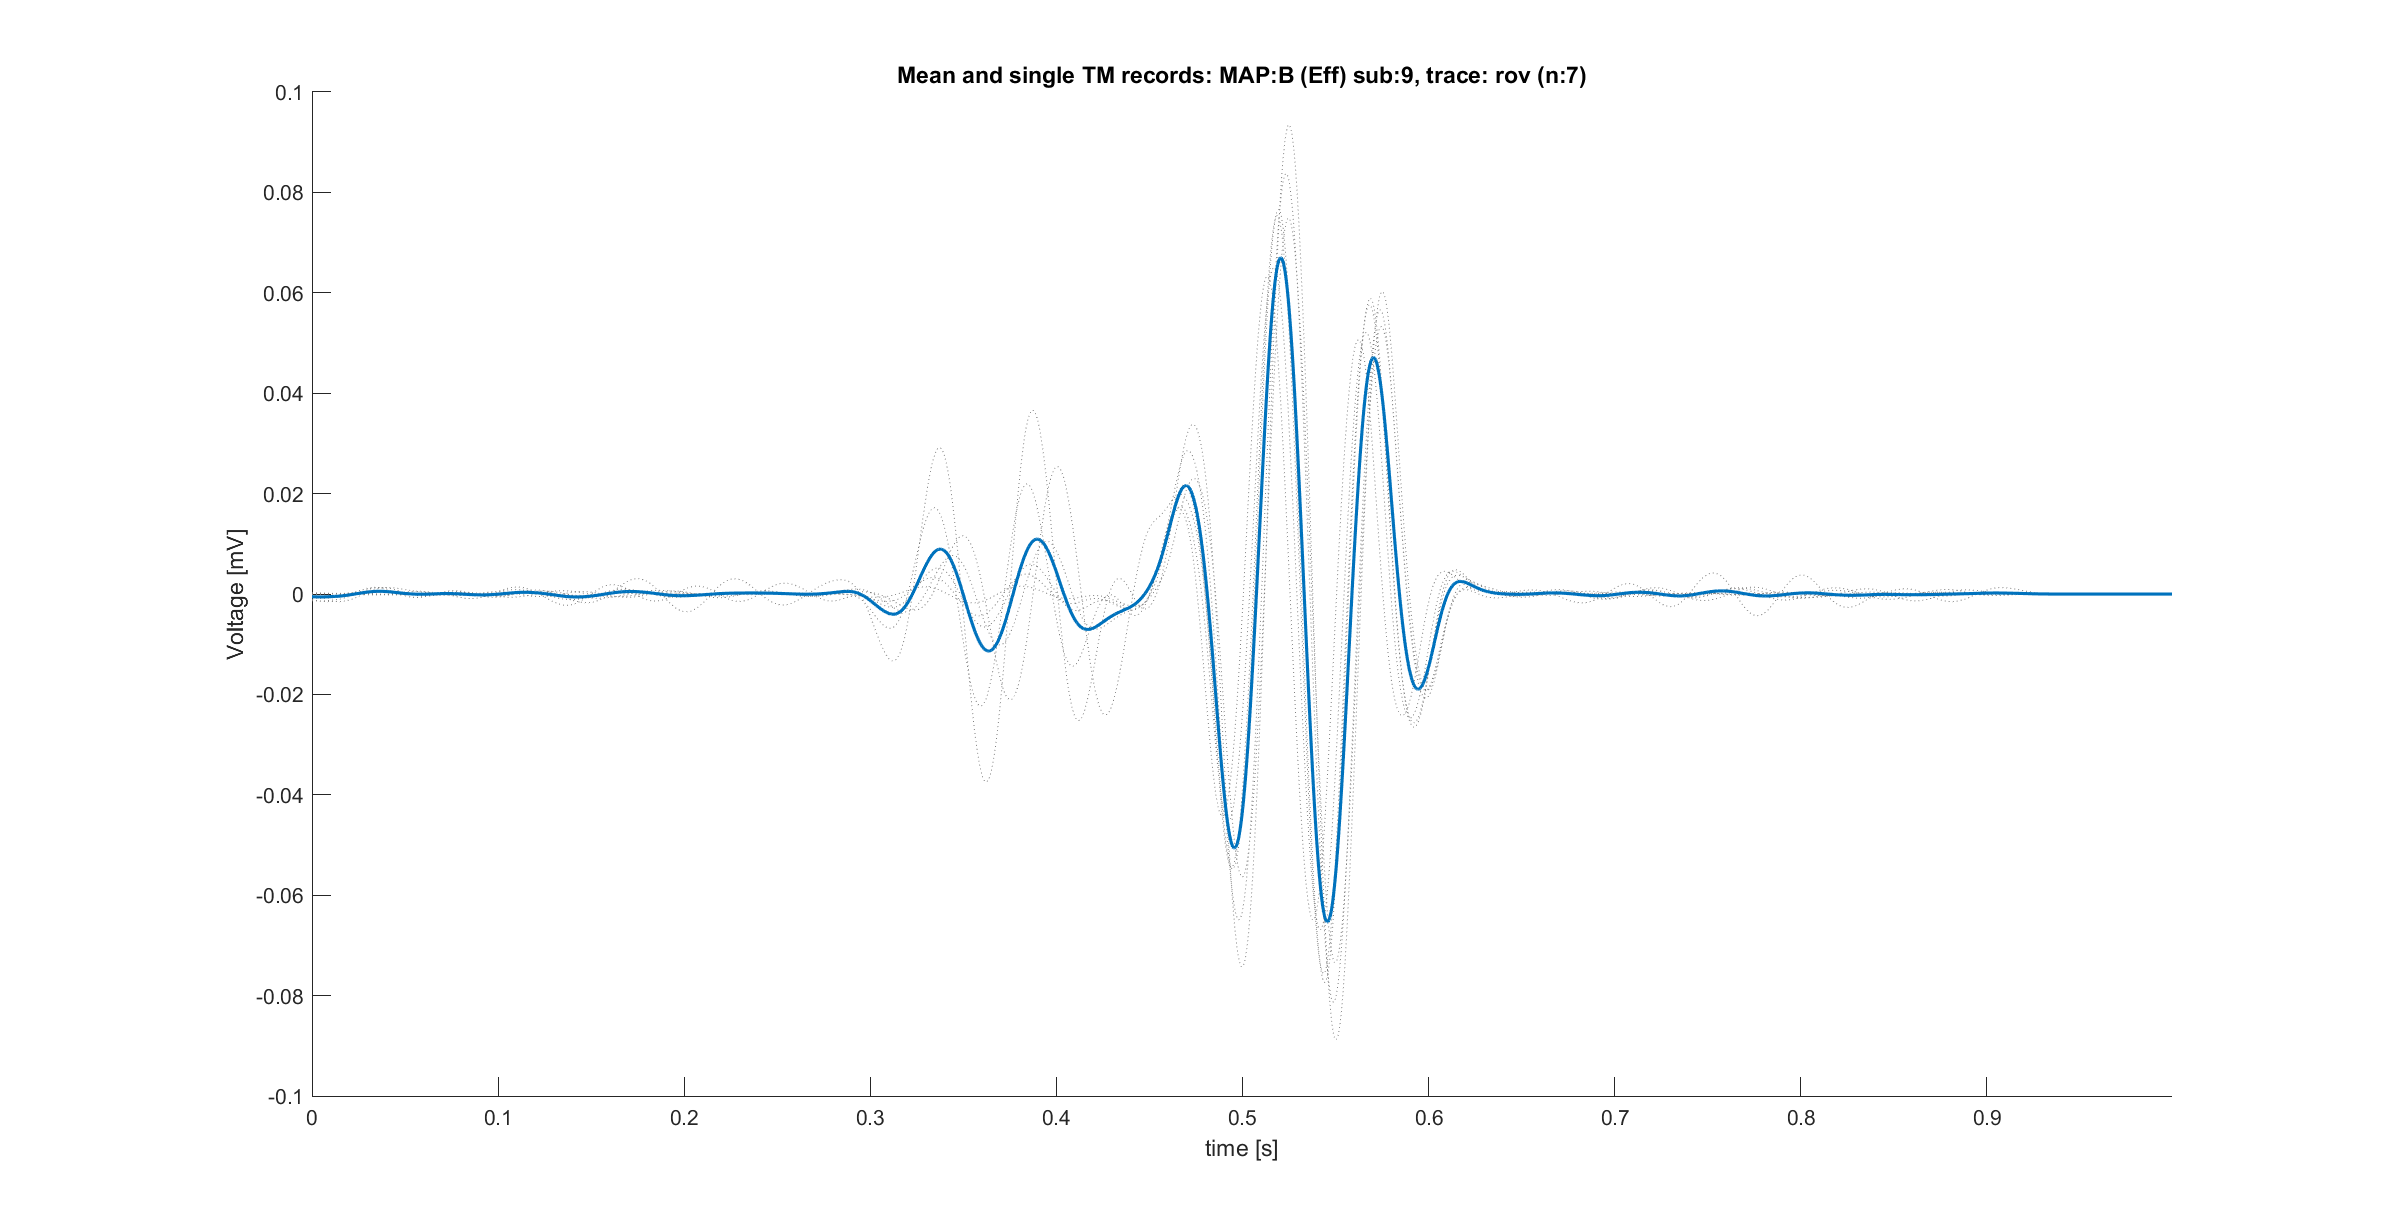 Mean and single TM records: MAP:B (Eff) sub:9, trace: rov (n:7)
0.1
0.08
0.06
0.04
0.02
0
-0.02
-0.04
-0.06
-0.08
-0.1
Voltage [mV]
0 0.1 0.2 0.3 0.4 0.5 0.6 0.7 0.8 0.9
time [s]